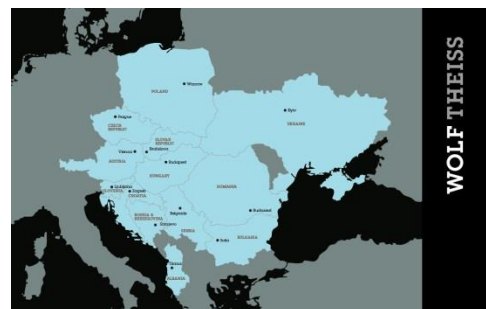 Warsaw
POLAND
Prague
CZECH
REPUBLIC
Kyiv
UKRAINE
SLOVAK
REPUBLIC
Bratislava
Vienna
AUSTRIA
Budapest
HUNGARY
Ljubljana
SLOVENIA
Zagreb
CROATIA
ROMANIA
Bucharest
BOSNIA &
HERZEGOVINA
Belgrade
Sarajevo
SERBIA
Sofia
BULGARIA
Tirana
ALBANIA
WOLF THEISS